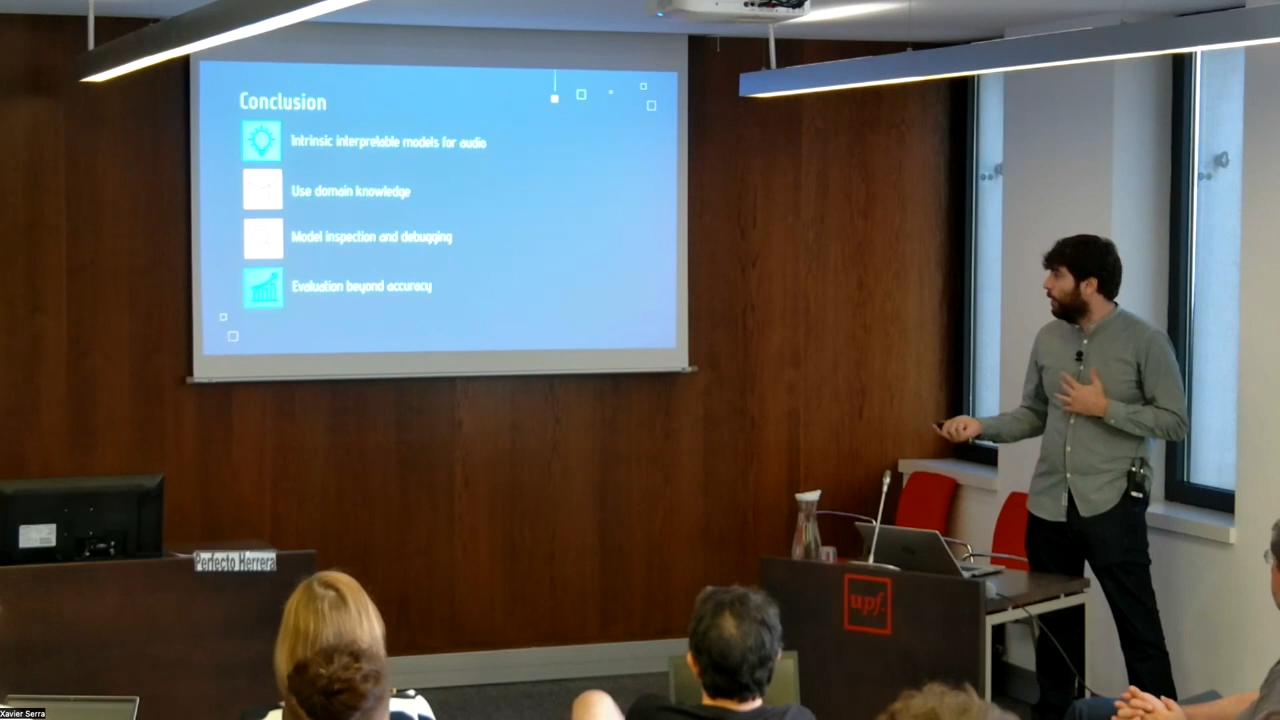 Conclusion
Intrinsic interpretable models for audio
Use domain knowledge
Model inspection and debugging
Evaluation beyond accuracy
Perfecto Herrera
upf.
Xavier Serra